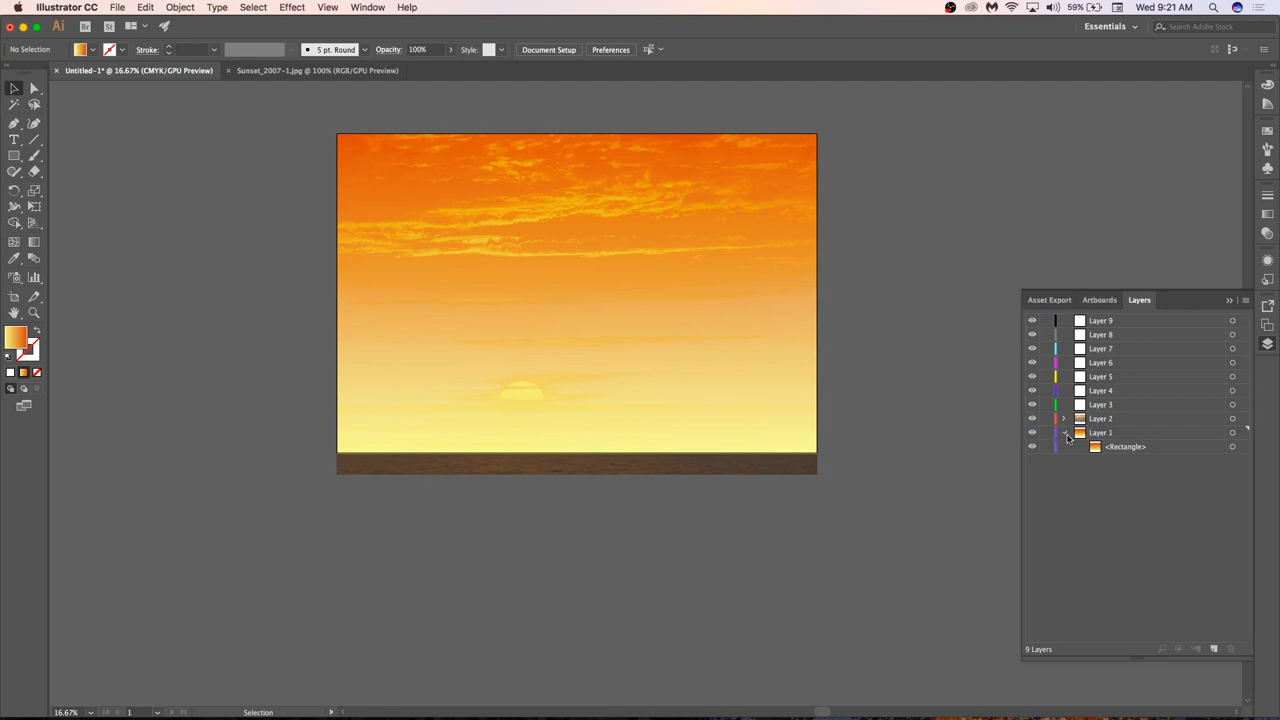 Illustrator CC File Edit Object Type Select Effect View Window Help 59% Wed 9:21 AM
Ai Br St Essentials Search Adobe Stock
No Selection Stroke: 5 pt. Round Opacity: 100% Style: Document Setup Preferences
Untitled-1* @ 16.67% (CMYK/GPU Preview) Sunset_2007-1.jpg @ 100% (RGB/GPU Preview)
Asset Export Artboards Layers
Layer 9
Layer 8
Layer 7
Layer 6
Layer 5
Layer 4
Layer 3
Layer 2
Layer 1
<Rectangle>
9 Layers
16.67% 1 Selection